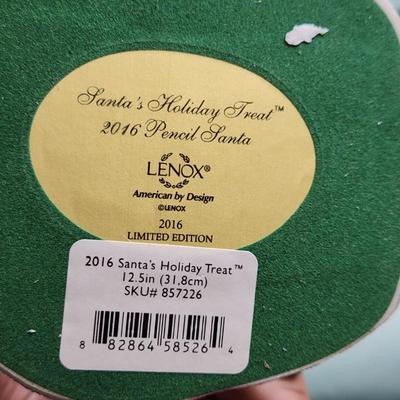 Santa's Holiday Treat™
2016 Pencil Santa
LENOX®
American by Design
©LENOX
2016
LIMITED EDITION
2016 Santa's Holiday Treat™
12.5in (31,8cm)
SKU# 857226
8 82864 58526 4